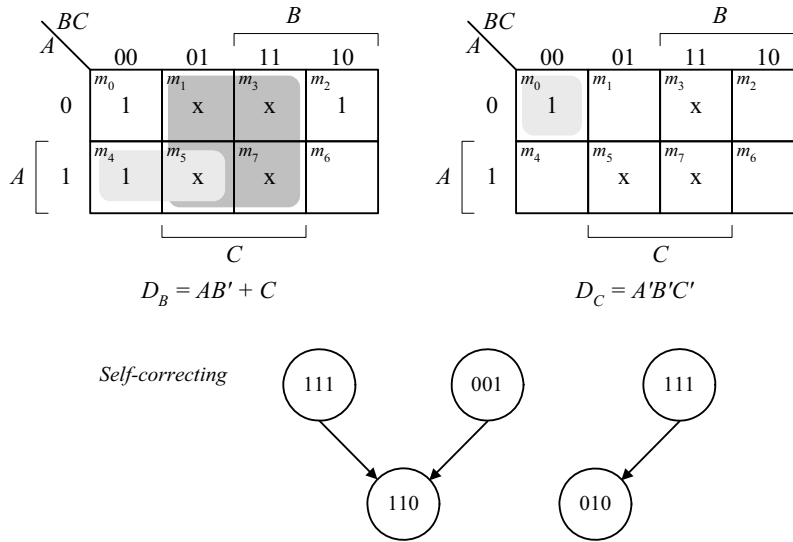 BC B BC B
A 00 01 11 10 A 00 01 11 10
m0 m1 m3 m2 m0 m1 m3 m2
0 1 x x 1 0 1 x
m4 m5 m7 m6 m4 m5 m7 m6
A 1 1 x x A 1 x x
C C
D_B = AB′ + C D_C = A′B′C′
Self-correcting 111 001 111
110 010